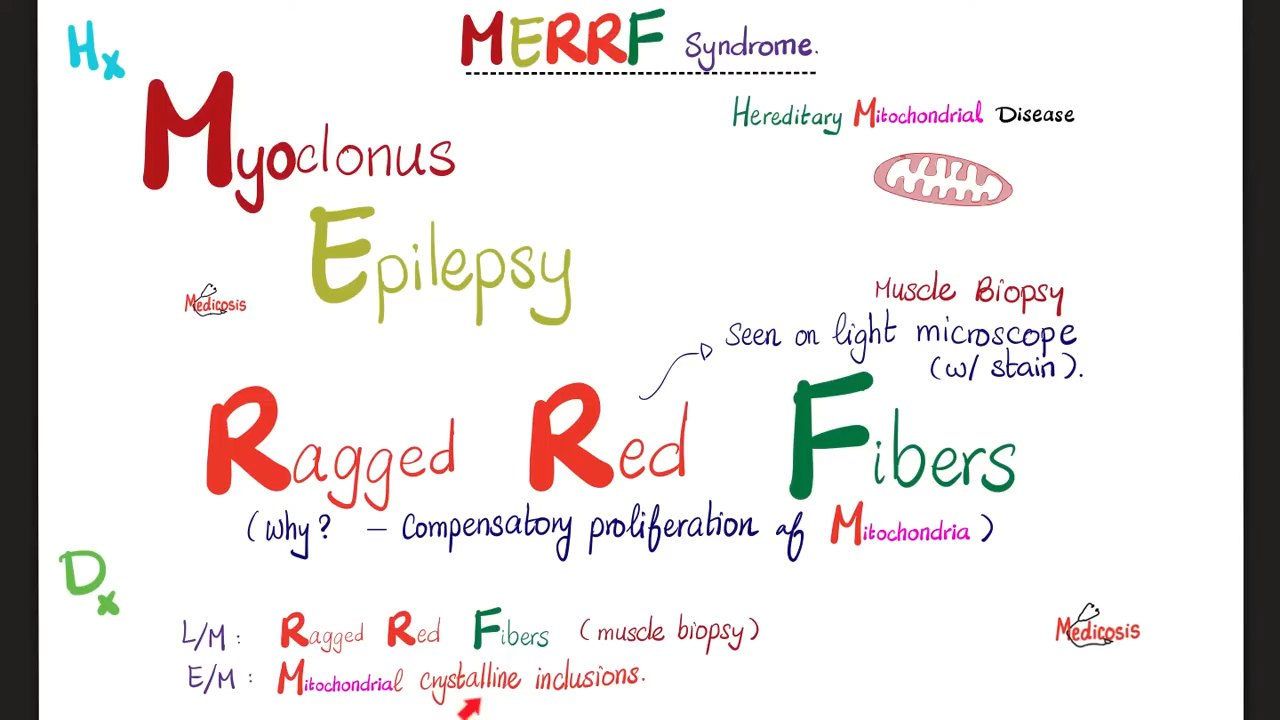 MERRF Syndrome.
Hx
Hereditary Mitochondrial Disease
Myoclonus
Epilepsy
Medicosis
Muscle Biopsy
Seen on light microscope
(w/ stain).
Ragged Red Fibers
(why? – Compensatory proliferation of Mitochondria)
Dx
L/M: Ragged Red Fibers (muscle biopsy)
Medicosis
E/M: Mitochondrial crystalline inclusions.